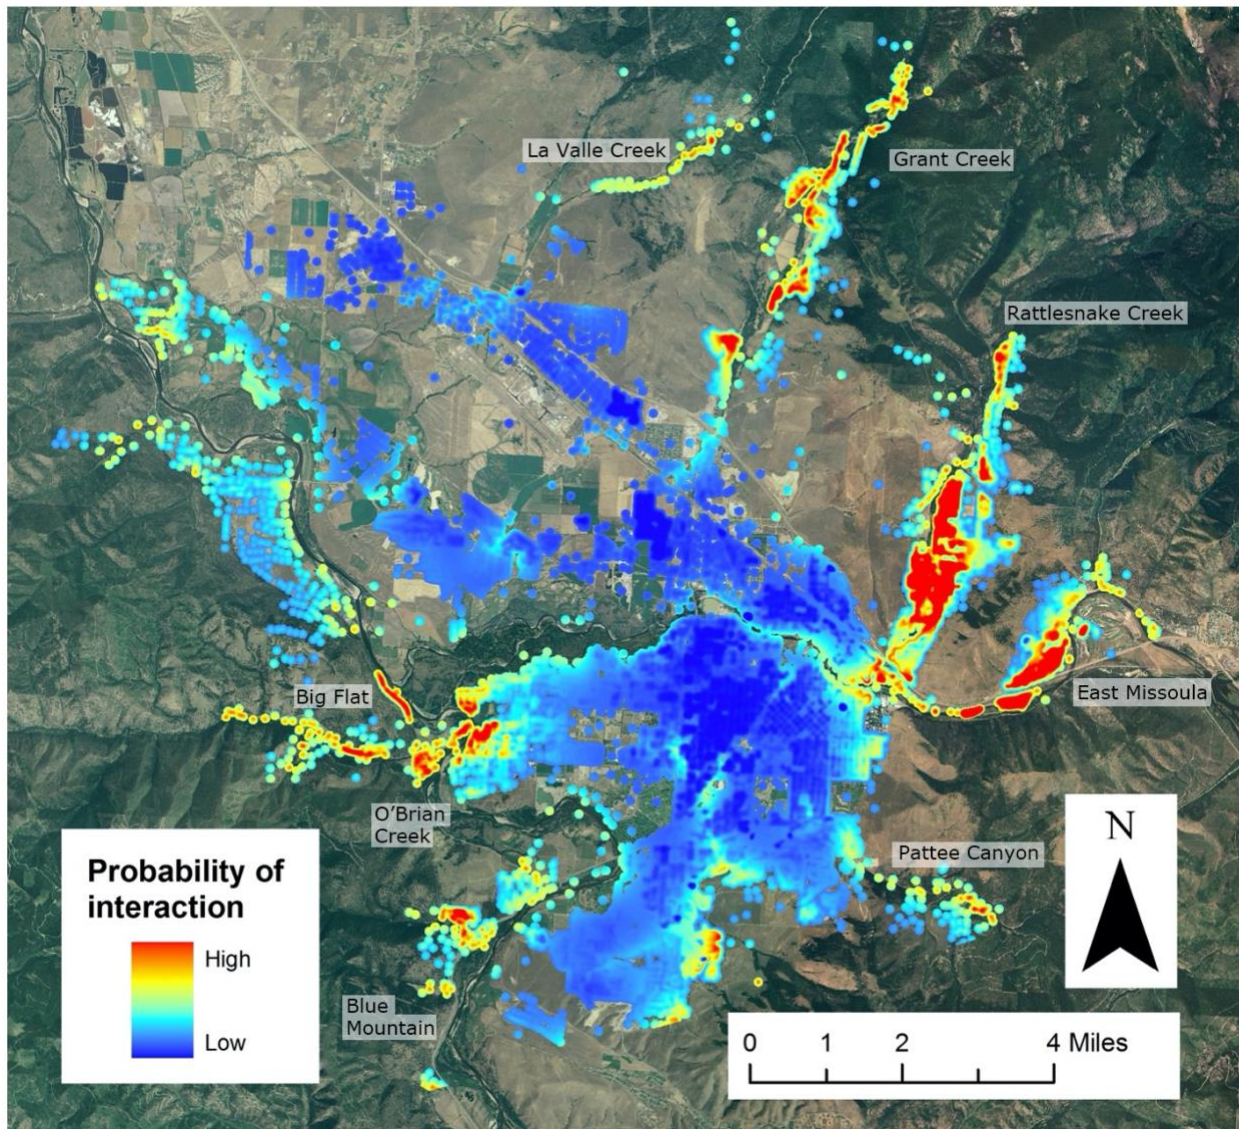 La Valle Creek
Grant Creek
Rattlesnake Creek
Big Flat
East Missoula
O'Brian
Creek
Pattee Canyon
Blue
Mountain
Probability of
interaction
High
Low
N
0 1 2 4 Miles